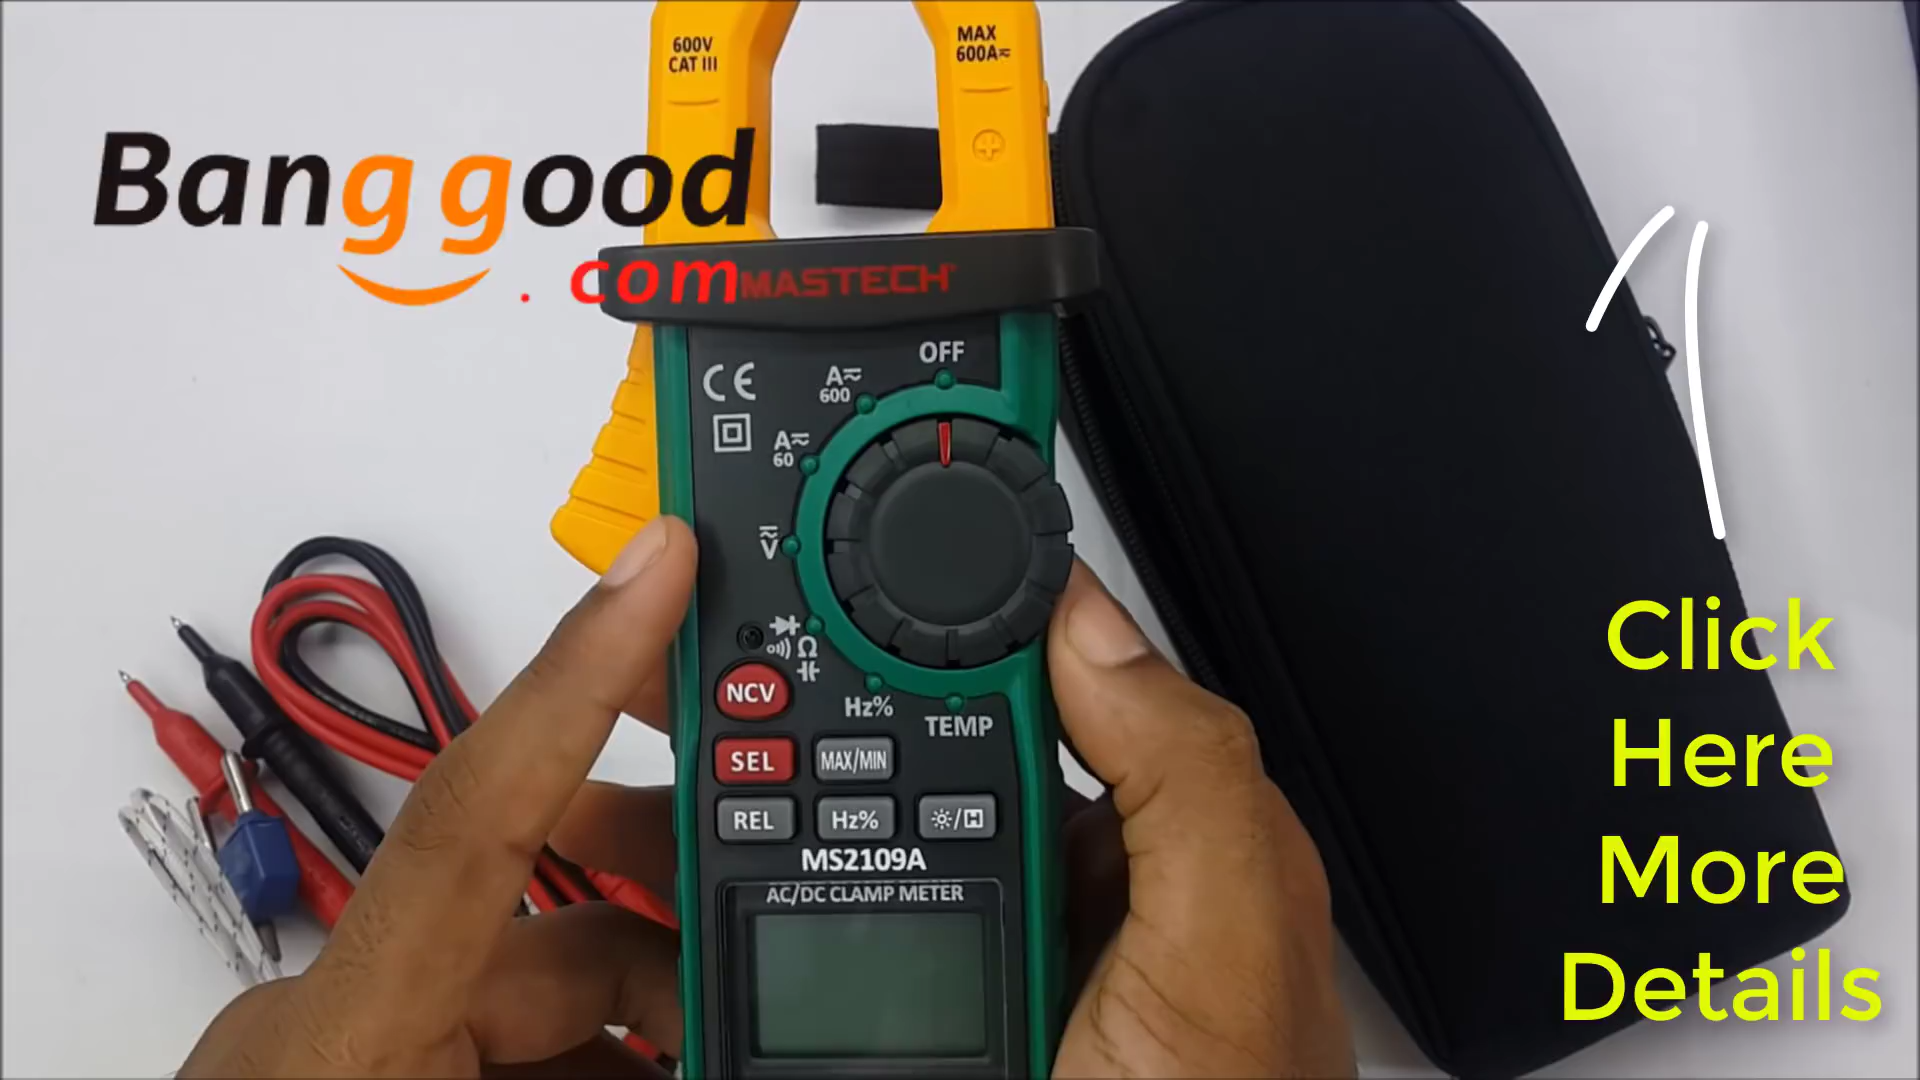 600V
CAT III
MAX
600A
Banggood
.com
MASTECH
OFF
CE
A
600
A
60
V
Ω
NCV
Hz%
TEMP
SEL
MAX/MIN
REL
Hz%
/H
MS2109A
AC/DC CLAMP METER
Click
Here
More
Details